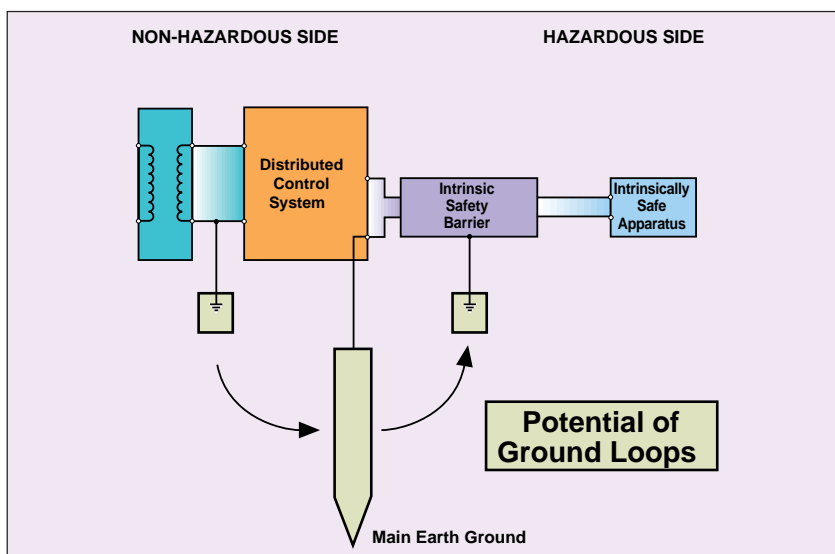 NON-HAZARDOUS SIDE
HAZARDOUS SIDE
Distributed
Control
System
Intrinsic
Safety
Barrier
Intrinsically
Safe
Apparatus
Potential of
Ground Loops
Main Earth Ground